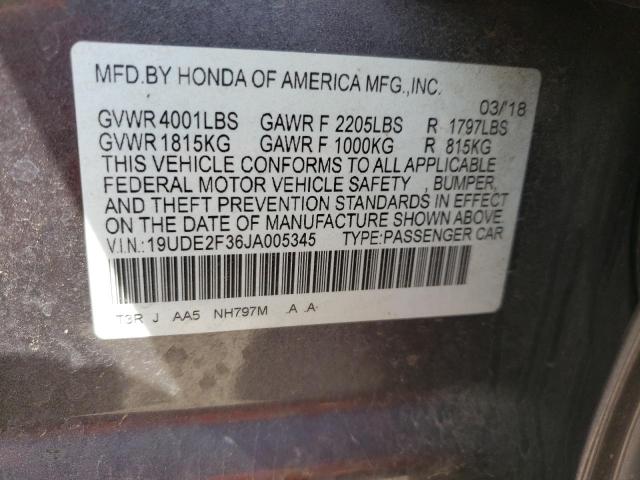 MFD.BY HONDA OF AMERICA MFG.,INC.
03/18
GVWR 4001LBS GAWR F 2205LBS R 1797LBS
GVWR 1815KG GAWR F 1000KG R 815KG
THIS VEHICLE CONFORMS TO ALL APPLICABLE
FEDERAL MOTOR VEHICLE SAFETY ,BUMPER,
AND THEFT PREVENTION STANDARDS IN EFFECT
ON THE DATE OF MANUFACTURE SHOWN ABOVE.
V.I.N.:19UDE2F36JA005345 TYPE:PASSENGER CAR
T3R J AA5 NH797M .A .A